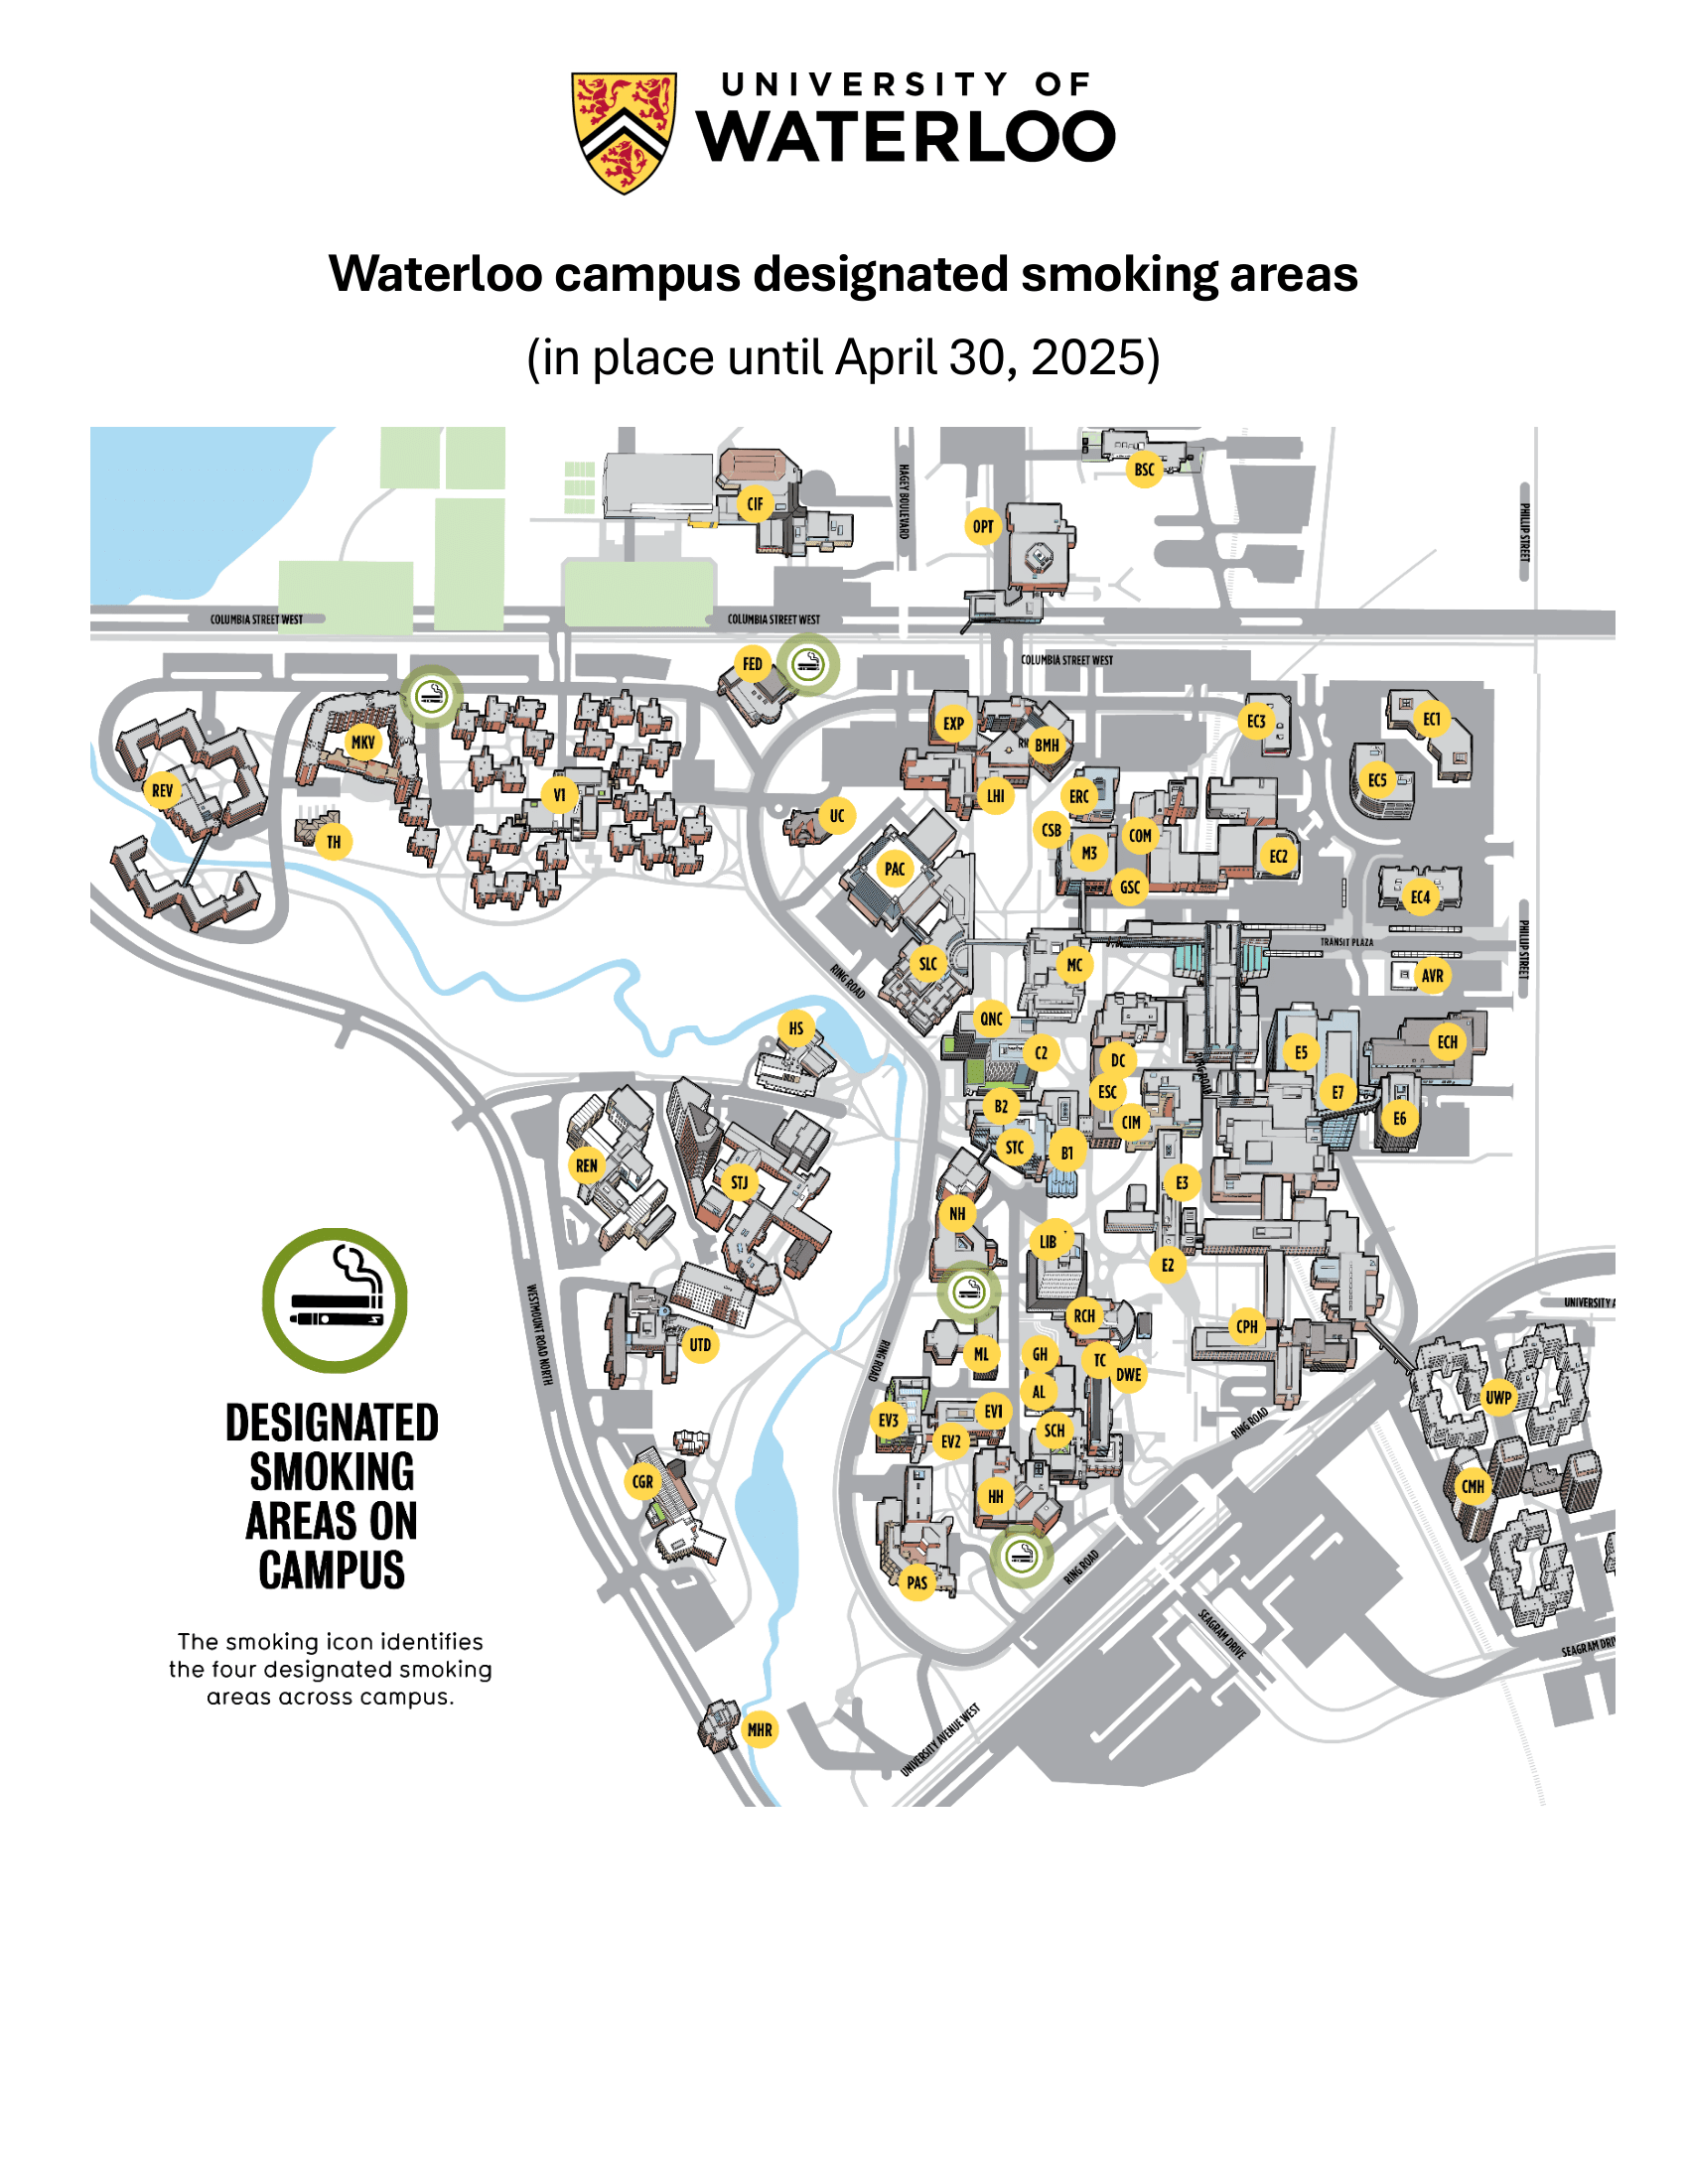 UNIVERSITY OF
WATERLOO
Waterloo campus designated smoking areas
(in place until April 30, 2025)
BSC
CIF
HAGEY BOULEVARD
OPT
PHILLIP STREET
COLUMBIA STREET WEST
COLUMBIA STREET WEST
COLUMBIA STREET WEST
FED
MKV
EXP
BMH
EC3
EC1
REV
V1
LHI
ERC
EC5
TH
UC
CSB
COM
M3
EC2
PAC
GSC
EC4
TRANSIT PLAZA
PHILLIP STREET
SLC
MC
AVR
RING ROAD
QNC
HS
C2
DC
RING ROAD
E5
ECH
ESC
E7
B2
CIM
E6
STC
B1
REN
STJ
E3
NH
LIB
E2
WESTMOUNT ROAD NORTH
UNIVERSITY A
RCH
CPH
UTD
RING ROAD
ML
GH
TC
DWE
AL
UWP
EV3
EV1
EV2
SCH
RING ROAD
CGR
HH
CMH
PAS
RING ROAD
SEAGRAM DRIVE
SEAGRAM DRI
MHR
UNIVERSITY AVENUE WEST
DESIGNATED
SMOKING
AREAS ON
CAMPUS
The smoking icon identifies
the four designated smoking
areas across campus.